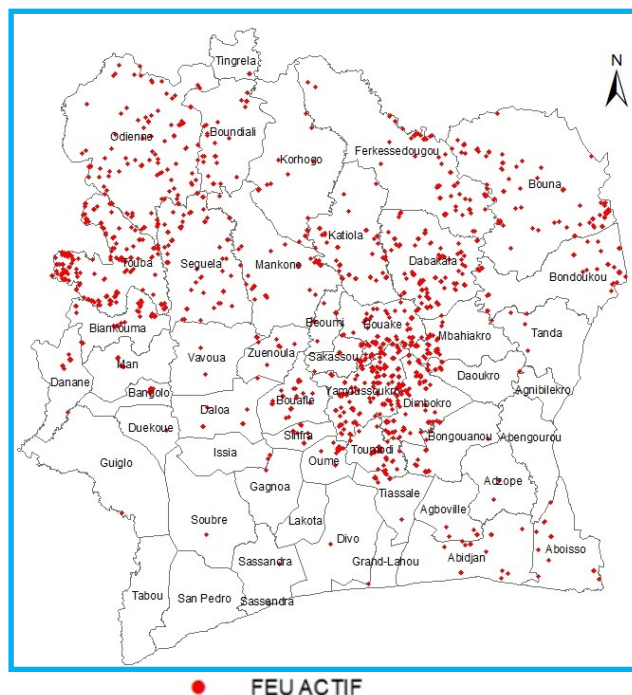 Tingrela
N
Odienne
Boundiali
Korhogo
Ferkessedougou
Bouna
Katiola
Touba
Seguela
Mankono
Dabakala
Bondoukou
Biankouma
Beoumi
Bouake
Mbahiakro
Tanda
Vavoua
Zuenoula
Sakassou
Man
Daoukro
Danane
Bangolo
Bouafle
Yamoussoukro
Dimbokro
Agnibilekro
Daloa
Duekoue
Sinfra
Bongouanou
Abengourou
Guiglo
Issia
Oume
Toumodi
Gagnoa
Tiassale
Adzope
Soubre
Lakota
Agboville
Divo
Sassandra
Grand-Lahou
Abidjan
Aboisso
Tabou
San Pedro
Sassandra
FEU ACTIF